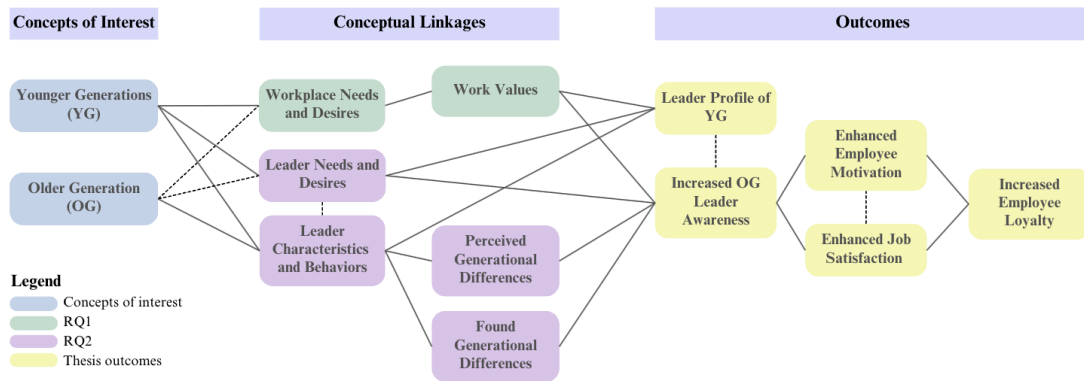 Concepts of Interest
Conceptual Linkages
Outcomes
Younger Generations
(YG)
Older Generation
(OG)
Workplace Needs
and Desires
Work Values
Leader Needs and
Desires
Leader
Characteristics
and Behaviors
Perceived
Generational
Differences
Found
Generational
Differences
Leader Profile of
YG
Increased OG
Leader
Awareness
Enhanced
Employee
Motivation
Enhanced Job
Satisfaction
Increased
Employee
Loyalty
Legend
Concepts of interest
RQ1
RQ2
Thesis outcomes